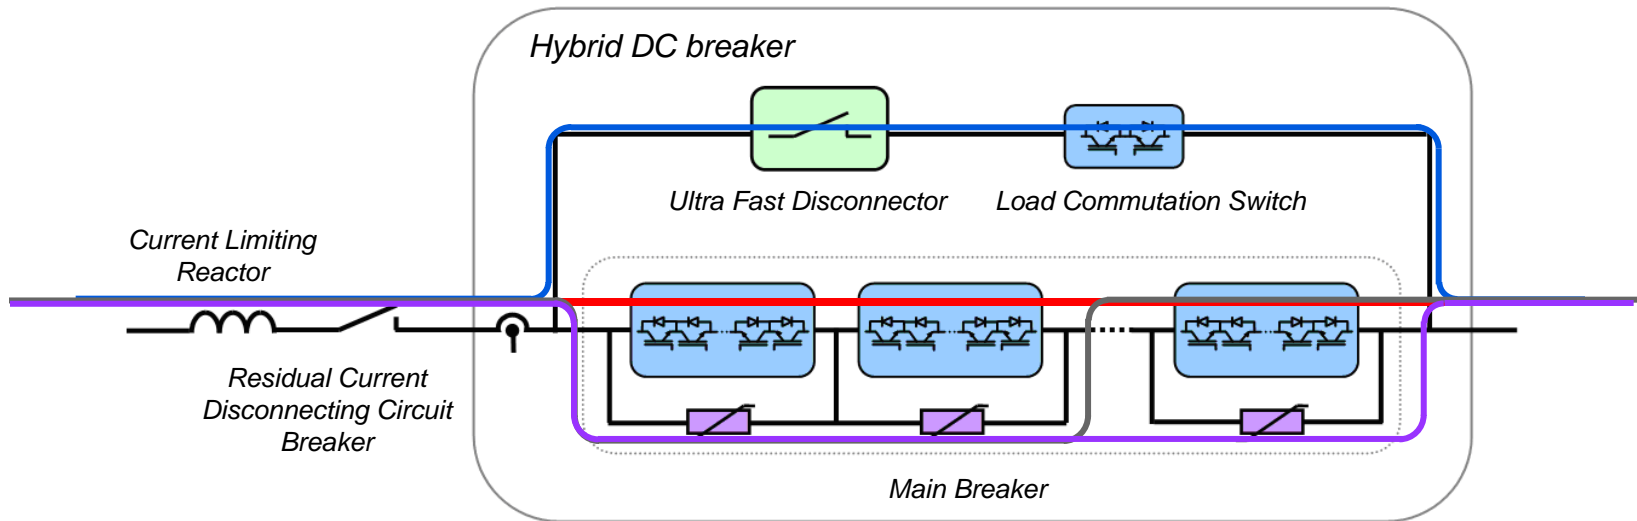 Hybrid DC breaker
Ultra Fast Disconnector
Load Commutation Switch
Current Limiting
Reactor
Residual Current
Disconnecting Circuit
Breaker
Main Breaker